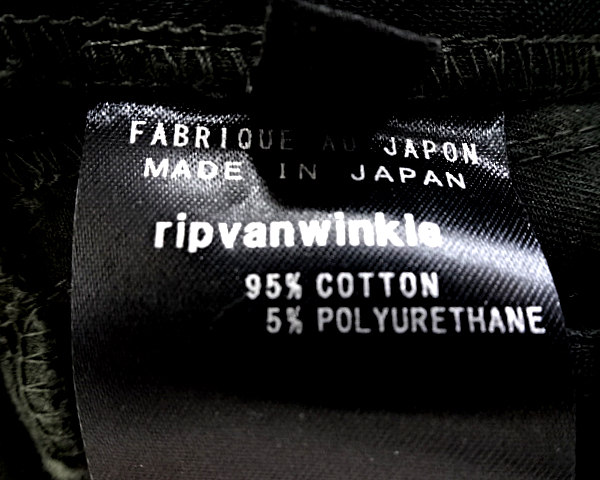 FABRIQUE AU JAPON
MADE IN JAPAN
ripvanwinkle
95% COTTON
5% POLYURETHANE